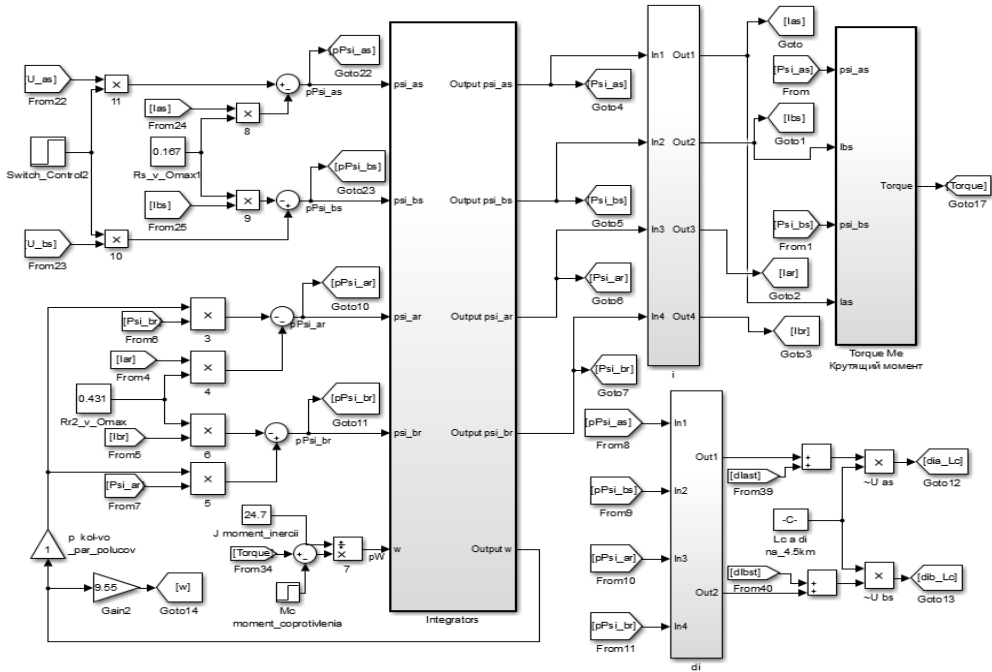 [U_as]
From22
11
[Ias]
From24
8
Switch_Control2
0.167
Rs_v_Omax1
[Ibs]
From25
9
[U_bs]
From23
10
[pPsi_as]
Goto22
pPsi_as
[pPsi_bs]
Goto23
pPsi_bs
[pPsi_ar]
Goto10
pPsi_ar
[Psi_br]
From6
3
[Iar]
From4
4
0.431
Rr2_v_Omax
[Ibr]
From5
6
[Psi_ar]
From7
5
[pPsi_br]
Goto11
pPsi_br
1
p kol-vo
_par_polucov
9.55
Gain2
[w]
Goto14
24.7
J moment_inercii
[Torque]
From34
7
pW
Mc
moment_coprotivlenia
psi_as
psi_bs
psi_ar
psi_br
w
Output psi_as
Output psi_bs
Output psi_ar
Output psi_br
Output w
Integrators
[Psi_as]
Goto4
[Psi_bs]
Goto5
[Psi_ar]
Goto6
[Psi_br]
Goto7
In1
In2
In3
In4
Out1
Out2
Out3
Out4
i
[Ias]
Goto
[Psi_as]
From
[Ibs]
Goto1
[Psi_bs]
From1
[Iar]
Goto2
[Ibr]
Goto3
psi_as
Ibs
psi_bs
Ias
Torque
Torque Me
Крутящий момент
[Torque]
Goto17
[pPsi_as]
From8
[pPsi_bs]
From9
[pPsi_ar]
From10
[pPsi_br]
From11
In1
In2
In3
In4
Out1
Out2
di
[dIast]
From39
-C-
Lc a di
na_4.5km
[dIbst]
From40
~U as
[dia_Lc]
Goto12
~U bs
[dib_Lc]
Goto13